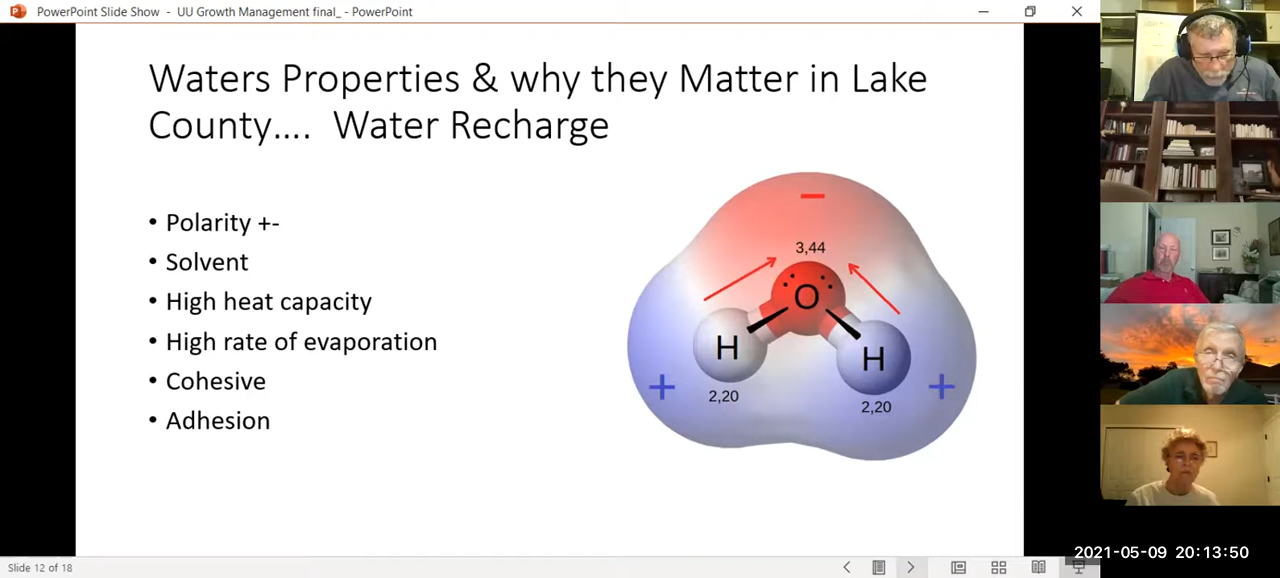 PowerPoint Slide Show - UU Growth Management final_ - PowerPoint
Waters Properties & why they Matter in Lake
County.... Water Recharge
• Polarity +-
• Solvent
• High heat capacity
• High rate of evaporation
• Cohesive
• Adhesion
−
3,44
O
H
H
+
+
2,20
2,20
Slide 12 of 18
2021-05-09 20:13:50